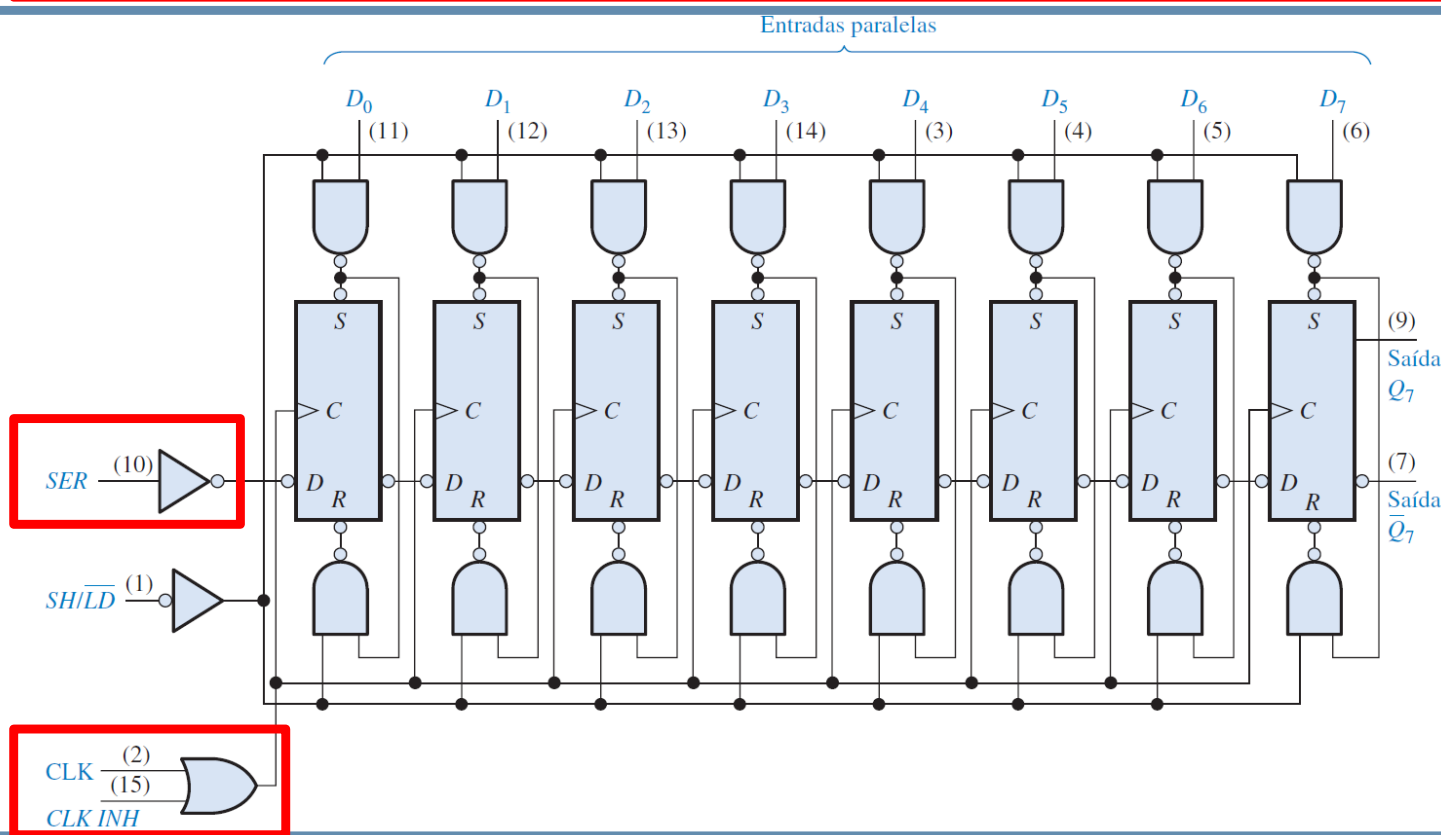 Entradas paralelas
D0 D1 D2 D3 D4 D5 D6 D7
(11) (12) (13) (14) (3) (4) (5) (6)
S S S S S S S S
(9)
Saída
Q7
C C C C C C C C
SER (10)
D D D D D D D D
R R R R R R R R
(7)
Saída
Q̅7
SH/L̅D̅ (1)
CLK (2)
(15)
CLK INH